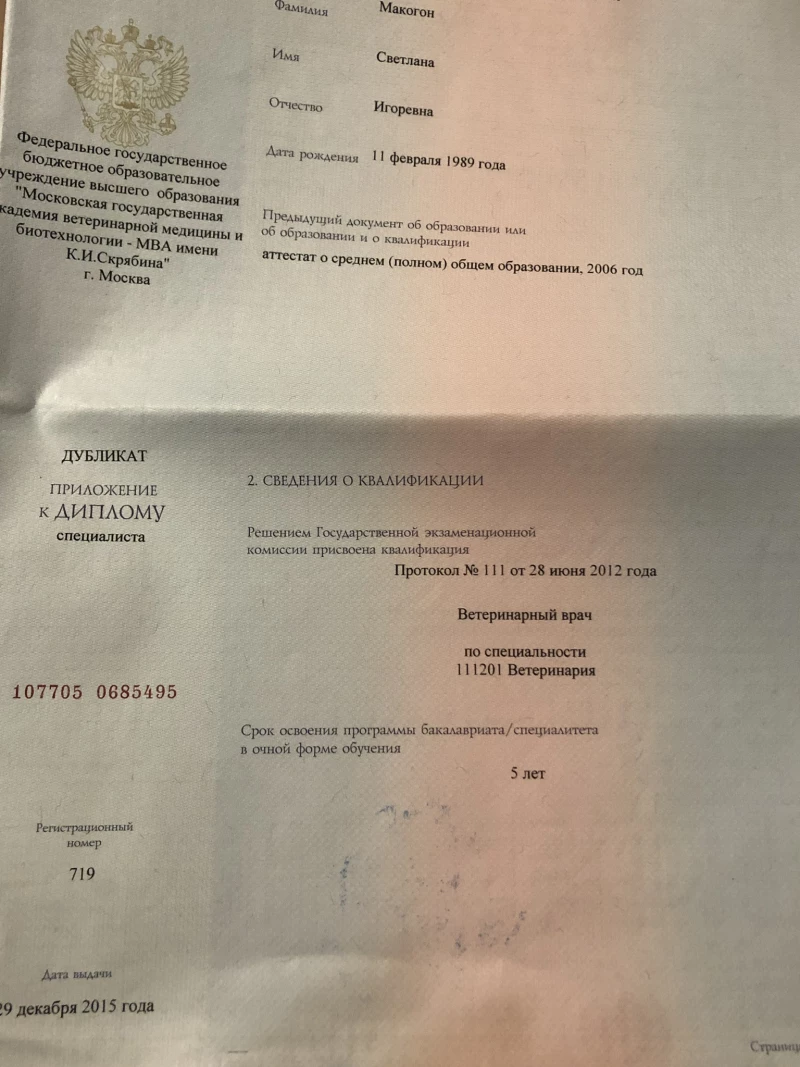 Фамилия Макогон
Имя Светлана
Отчество Игоревна
Дата рождения 11 февраля 1989 года
Федеральное государственное
бюджетное образовательное
учреждение высшего образования
"Московская государственная
кадемия ветеринарной медицины и
биотехнологии - МВА имени
К.И.Скрябина"
г. Москва
Предыдущий документ об образовании или
об образовании и о квалификации
аттестат о среднем (полном) общем образовании, 2006 год
ДУБЛИКАТ
ПРИЛОЖЕНИЕ
к ДИПЛОМУ
специалиста
107705 0685495
Регистрационный
номер
719
Дата выдачи
29 декабря 2015 года
2. СВЕДЕНИЯ О КВАЛИФИКАЦИИ
Решением Государственной экзаменационной
комиссии присвоена квалификация
Протокол № 111 от 28 июня 2012 года
Ветеринарный врач
по специальности
111201 Ветеринария
Срок освоения программы бакалавриата/специалитета
в очной форме обучения
5 лет
Страниц